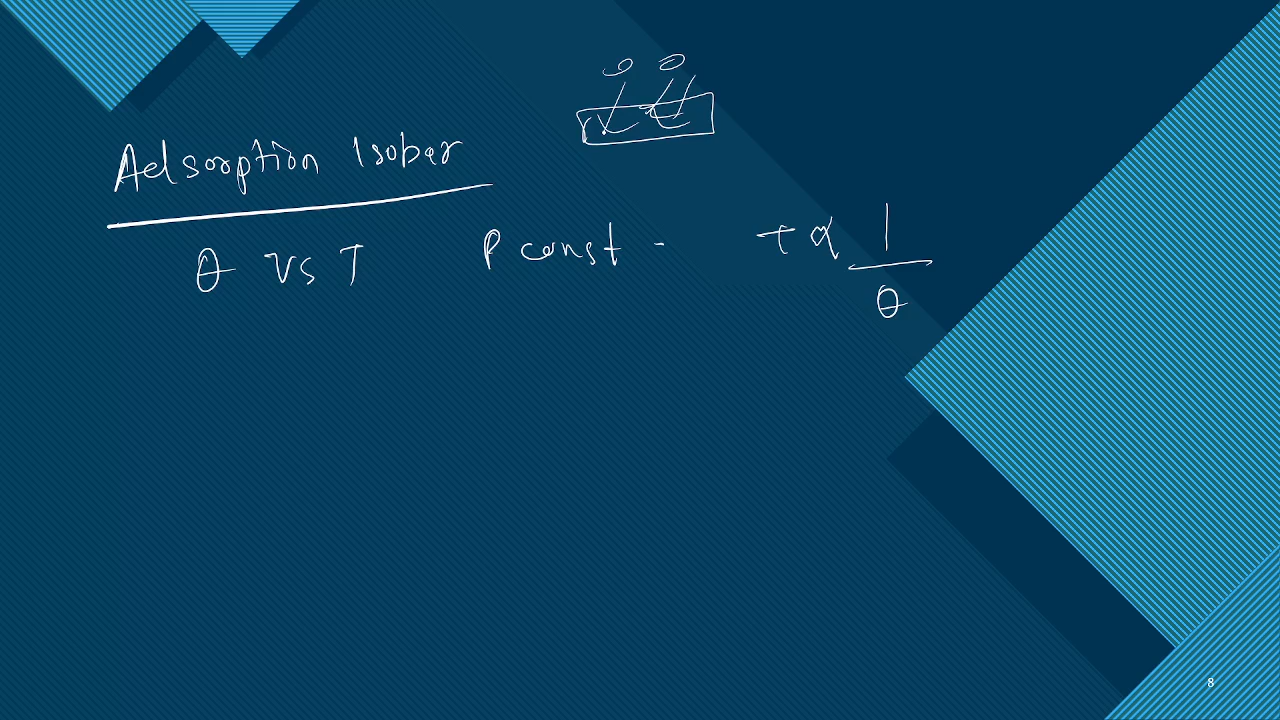 Adsorption Isobar
θ vs T P const - T α 1/θ
8